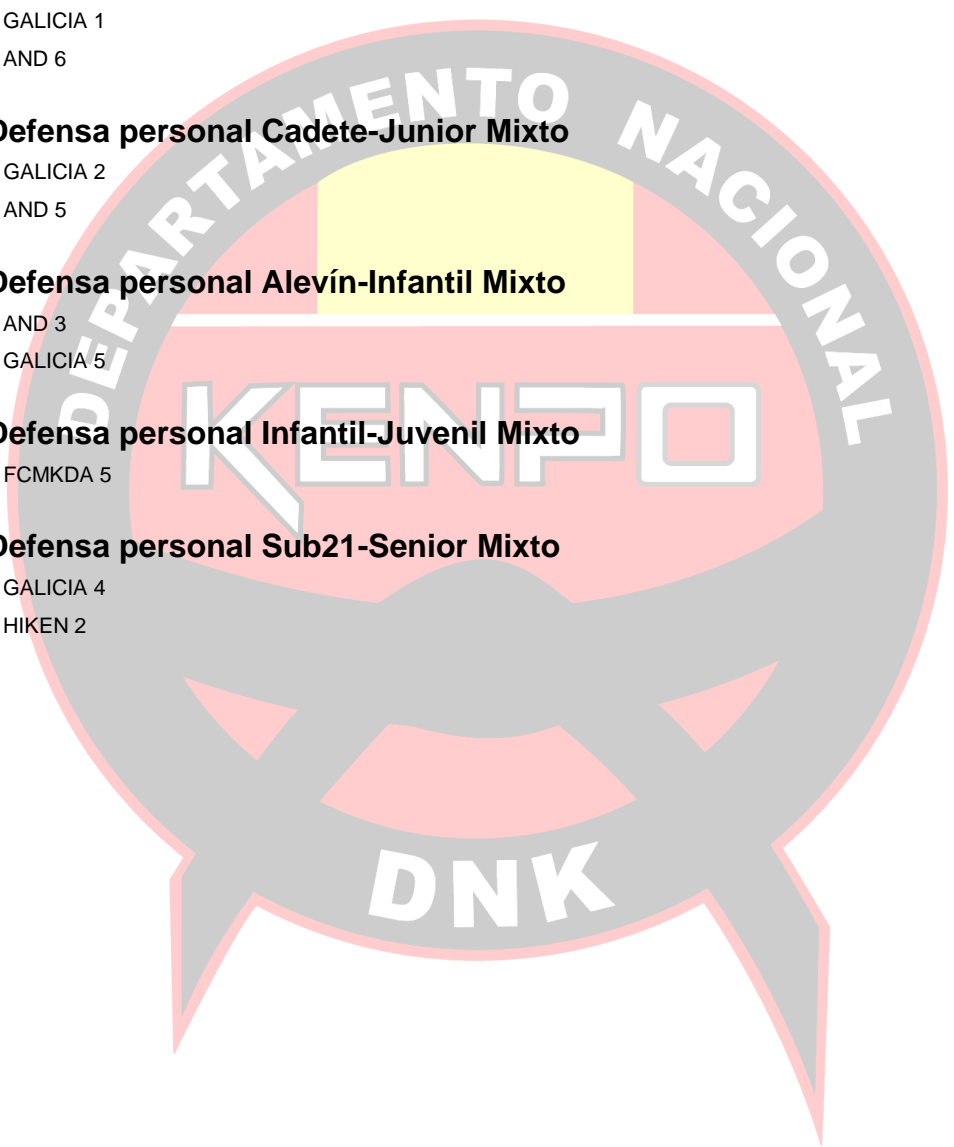 GALICIA 1
AND 6
Defensa personal Cadete-Junior Mixto
GALICIA 2
AND 5
Defensa personal Alevín-Infantil Mixto
AND 3
GALICIA 5
Defensa personal Infantil-Juvenil Mixto
FCMKDA 5
Defensa personal Sub21-Senior Mixto
GALICIA 4
HIKEN 2
DEPARTAMENTO NACIONAL
KENPO
DNK